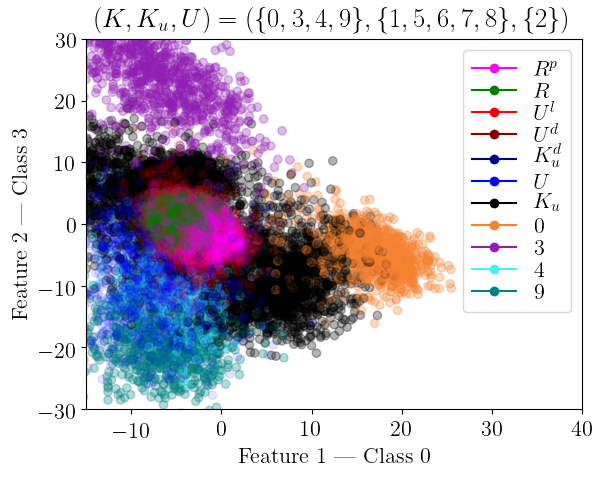 (K, K_u, U) = ({0, 3, 4, 9}, {1, 5, 6, 7, 8}, {2})
30
20
10
0
−10
−20
−30
Feature 2 — Class 3
R^p
R
U^l
U^d
K_u^d
U
K_u
0
3
4
9
−10
0
10
20
30
40
Feature 1 — Class 0